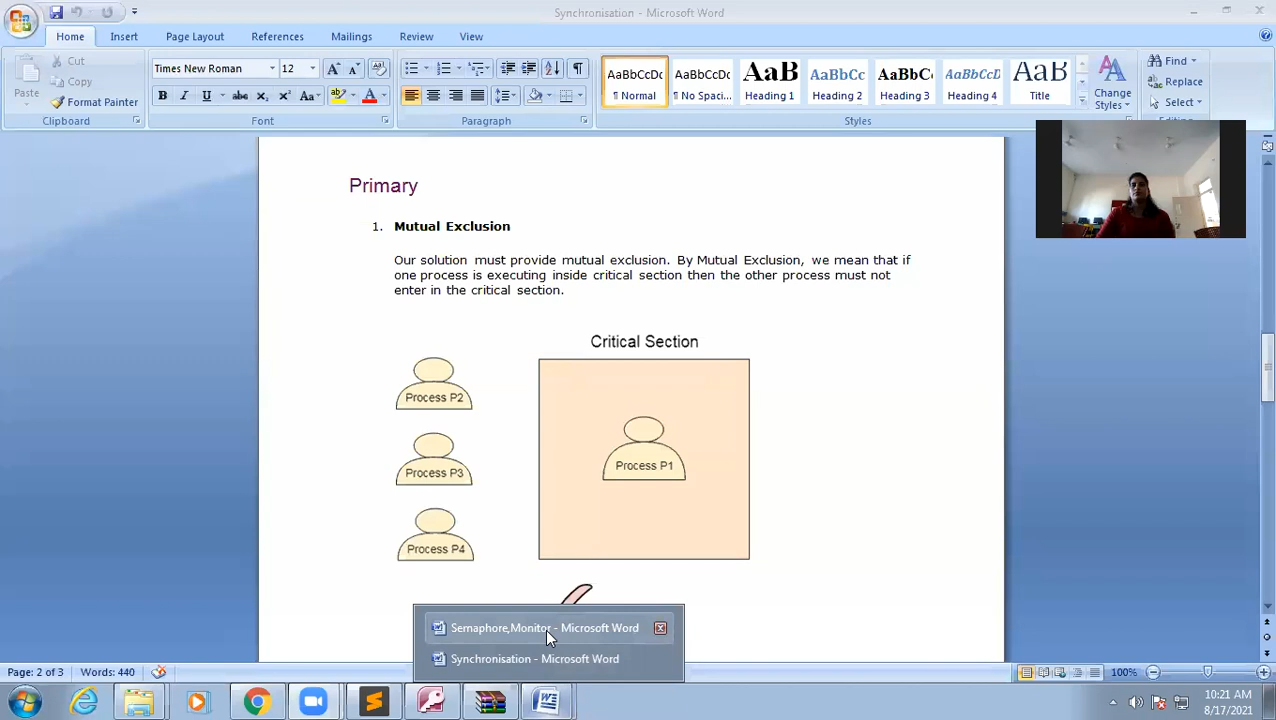 Synchronisation - Microsoft Word
Home Insert Page Layout References Mailings Review View
Paste
Cut
Copy
Format Painter
Clipboard
Times New Roman 12
Font
Paragraph
AaBbCcDc AaBbCcDc AaB AaBbCc AaBbCc AaBbCcD AaB
¶ Normal ¶ No Spaci... Heading 1 Heading 2 Heading 3 Heading 4 Title
Change Styles
Styles
Find
Replace
Select
Editing
Primary
1. Mutual Exclusion
Our solution must provide mutual exclusion. By Mutual Exclusion, we mean that if
one process is executing inside critical section then the other process must not
enter in the critical section.
Critical Section
Process P2
Process P1
Process P3
Process P4
Semaphore,Monitor - Microsoft Word
Synchronisation - Microsoft Word
Page: 2 of 3 Words: 440 100%
10:21 AM
8/17/2021